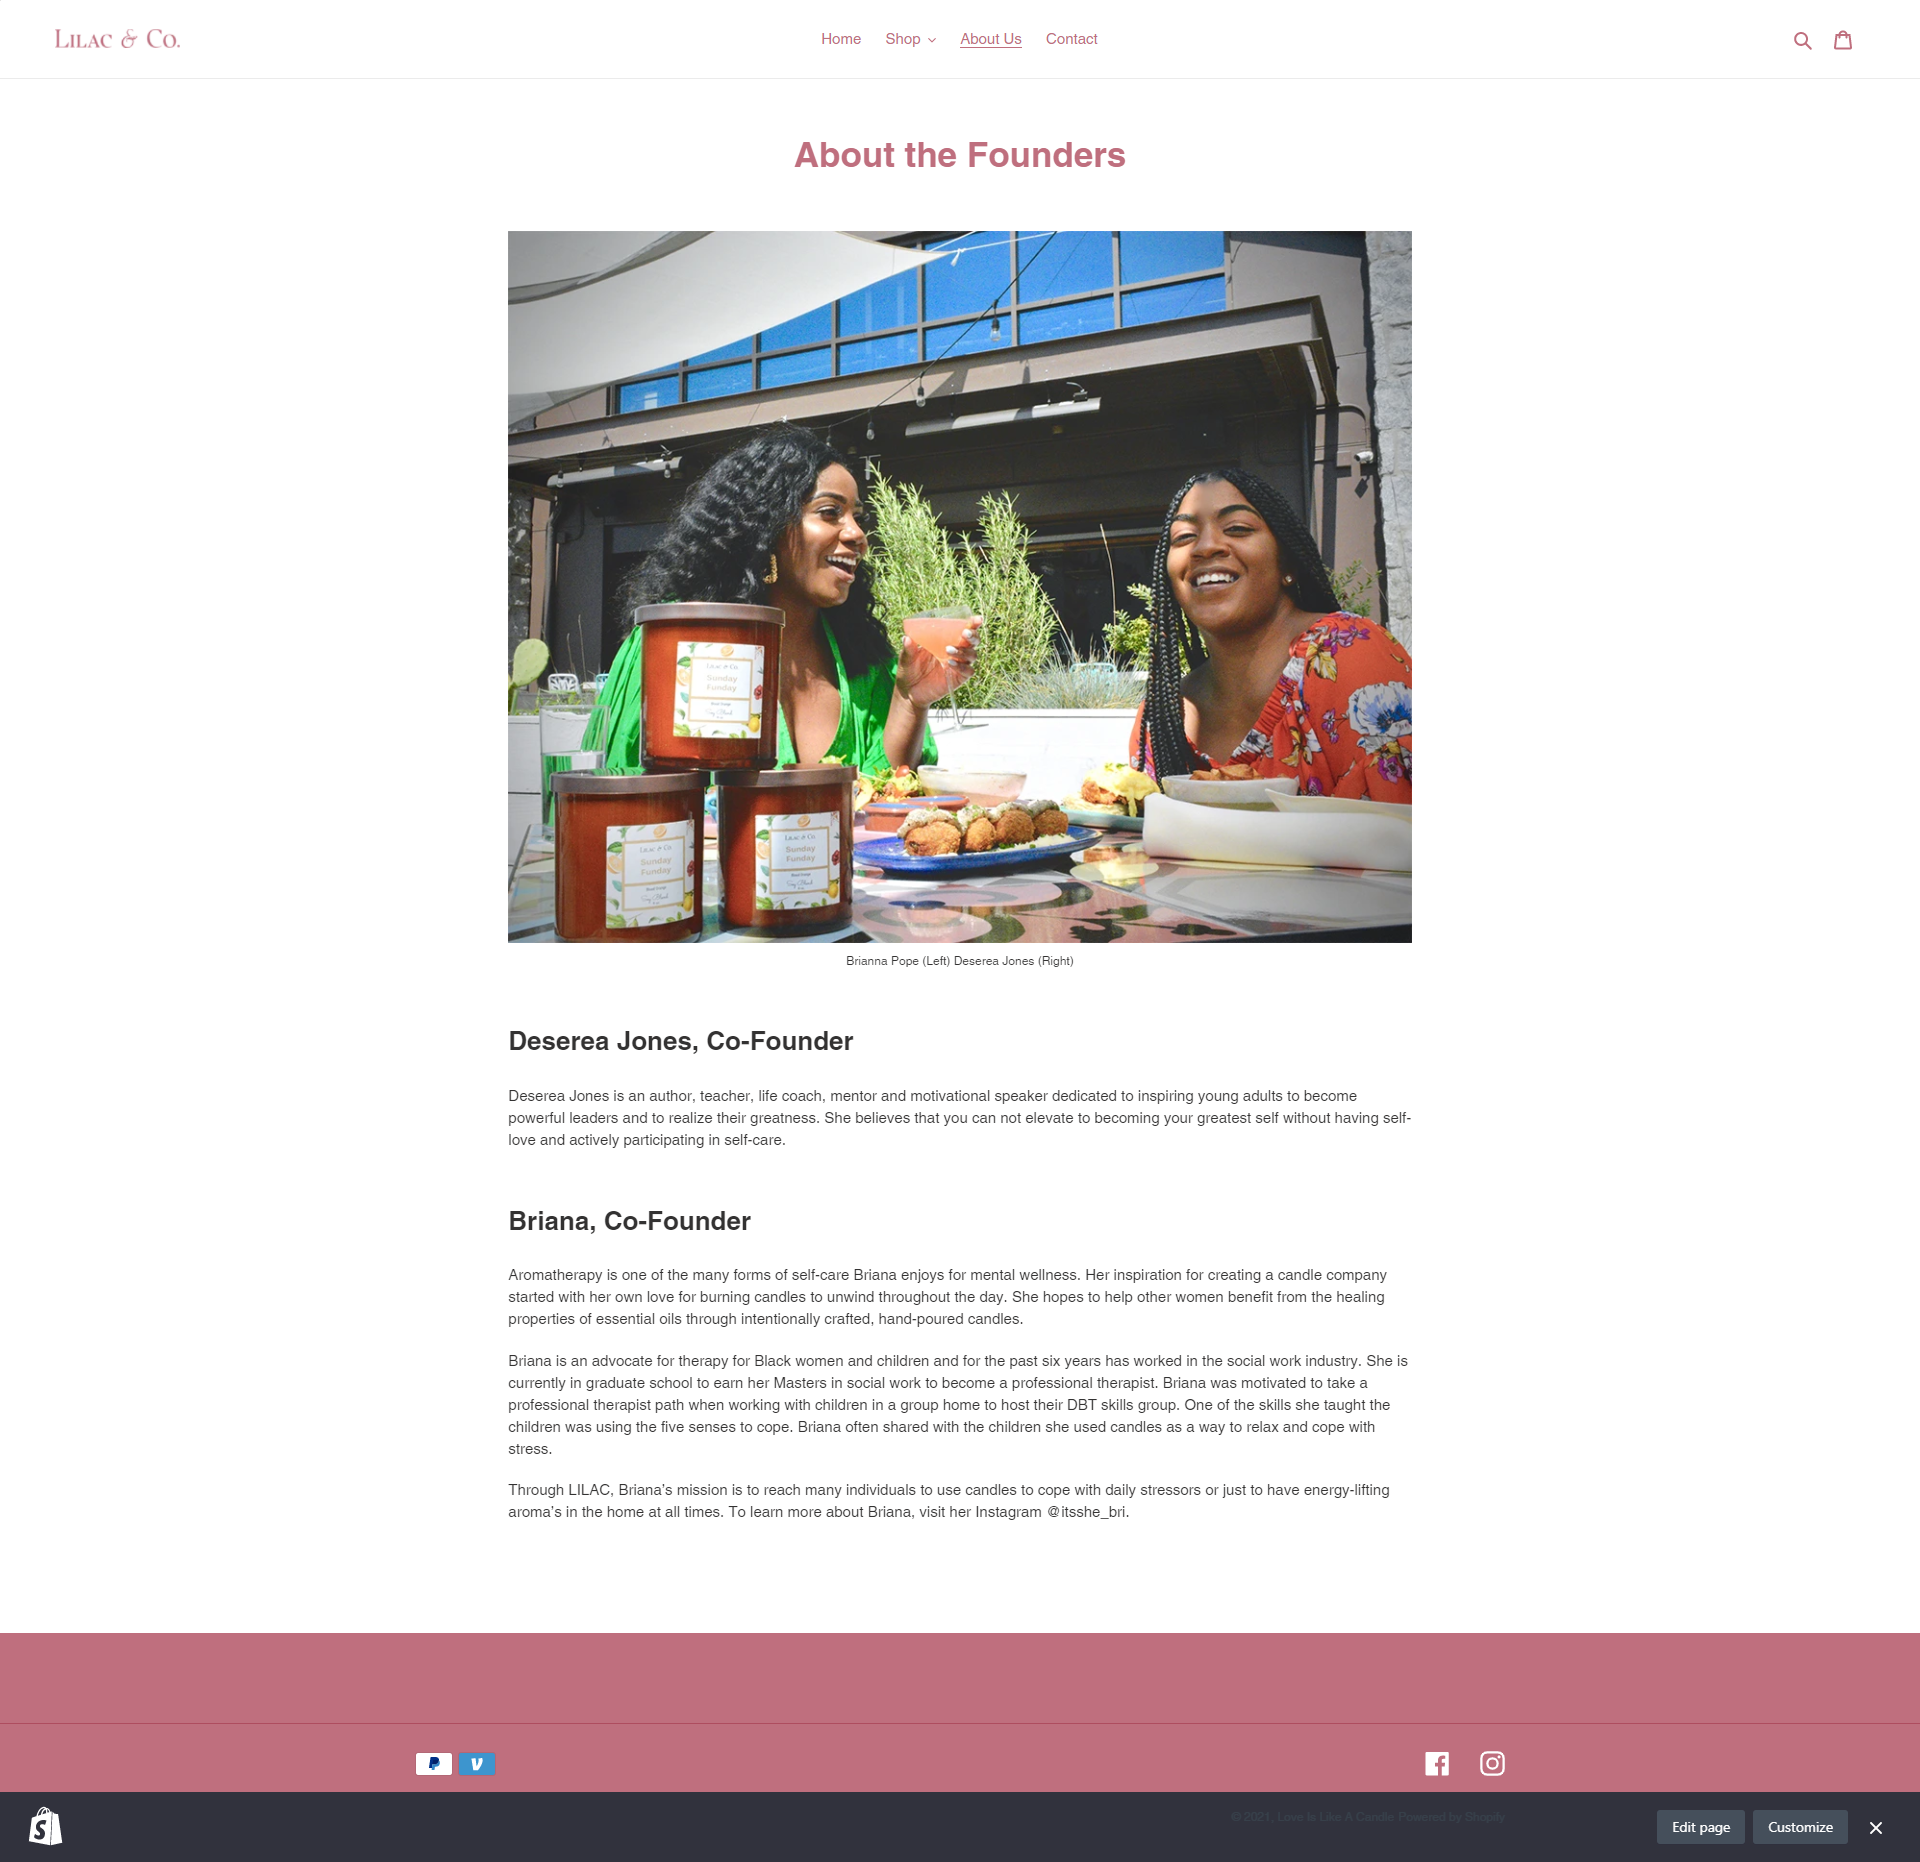 LILAC & CO.
Home Shop About Us Contact
About the Founders
LILAC & CO.
Sunday
Funday
Blood Orange
Soy Blend
LILAC & CO.
Sunday
Funday
Blood Orange
Soy Blend
LILAC & CO.
Sunday
Funday
Blood Orange
Soy Blend
Brianna Pope (Left) Deserea Jones (Right)
Deserea Jones, Co-Founder
Deserea Jones is an author, teacher, life coach, mentor and motivational speaker dedicated to inspiring young adults to become
powerful leaders and to realize their greatness. She believes that you can not elevate to becoming your greatest self without having self-
love and actively participating in self-care.
Briana, Co-Founder
Aromatherapy is one of the many forms of self-care Briana enjoys for mental wellness. Her inspiration for creating a candle company
started with her own love for burning candles to unwind throughout the day. She hopes to help other women benefit from the healing
properties of essential oils through intentionally crafted, hand-poured candles.
Briana is an advocate for therapy for Black women and children and for the past six years has worked in the social work industry. She is
currently in graduate school to earn her Masters in social work to become a professional therapist. Briana was motivated to take a
professional therapist path when working with children in a group home to host their DBT skills group. One of the skills she taught the
children was using the five senses to cope. Briana often shared with the children she used candles as a way to relax and cope with
stress.
Through LILAC, Briana’s mission is to reach many individuals to use candles to cope with daily stressors or just to have energy-lifting
aroma’s in the home at all times. To learn more about Briana, visit her Instagram @itsshe_bri.
© 2021, Love Is Like A Candle Powered by Shopify
Edit page Customize